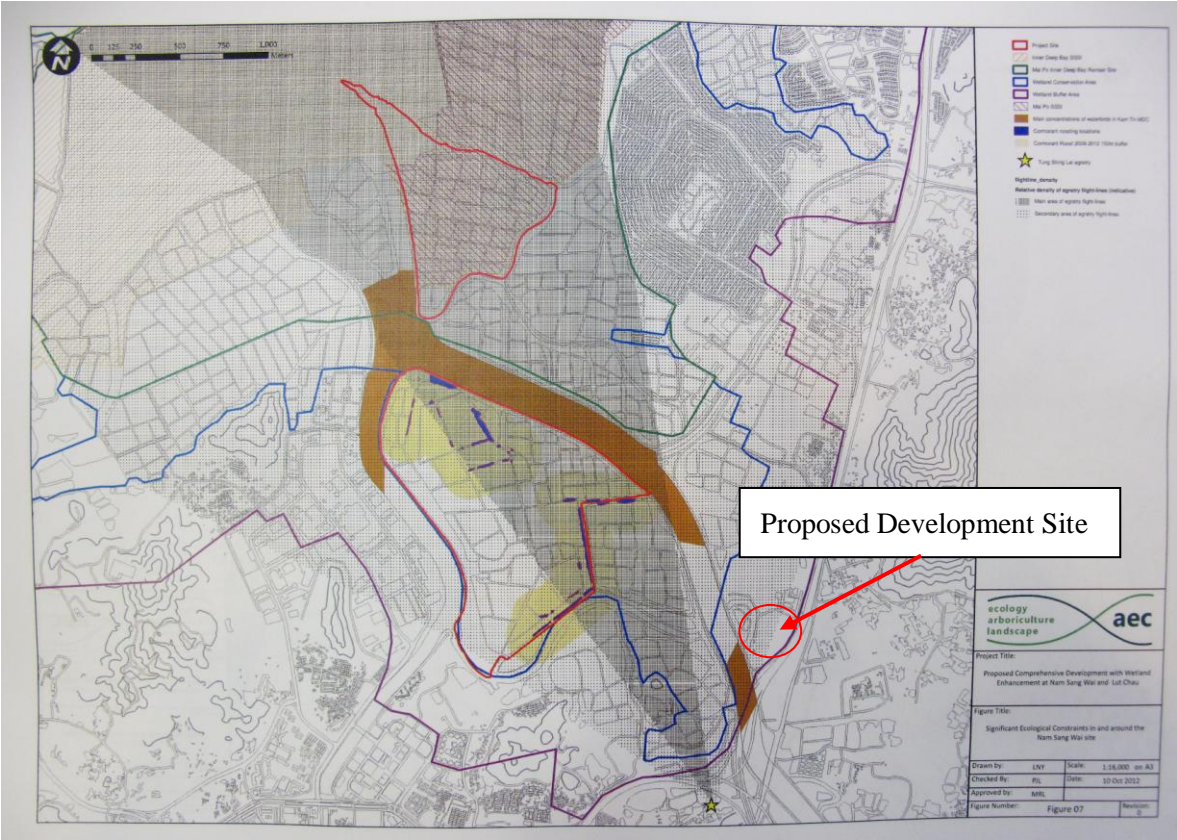 N
0 125 250 500 750 1,000
Meters
Project Site
Inner Deep Bay SSSI
Mai Po Inner Deep Bay Ramsar Site
Wetland Conservation Area
Wetland Buffer Area
Mai Po SSSI
Main concentrations of waterbirds in Kam Tin MDC
Cormorant roosting locations
Cormorant Roost 2008-2012 100m buffer
Tung Shing Lei egretry
flightline_density
Relative density of egretry flight-lines (indicative)
Main area of egretry flight-lines
Secondary area of egretry flight-lines
Proposed Development Site
ecology
arboriculture
landscape
aec
Project Title:
Proposed Comprehensive Development with Wetland
Enhancement at Nam Sang Wai and Lut Chau
Figure Title:
Significant Ecological Constraints in and around the
Nam Sang Wai site
Drawn by: LNY Scale: 1:16,000 on A3
Checked By: PJL Date: 10 Oct 2012
Approved by: MRL
Figure Number: Figure 07 Revision:
0